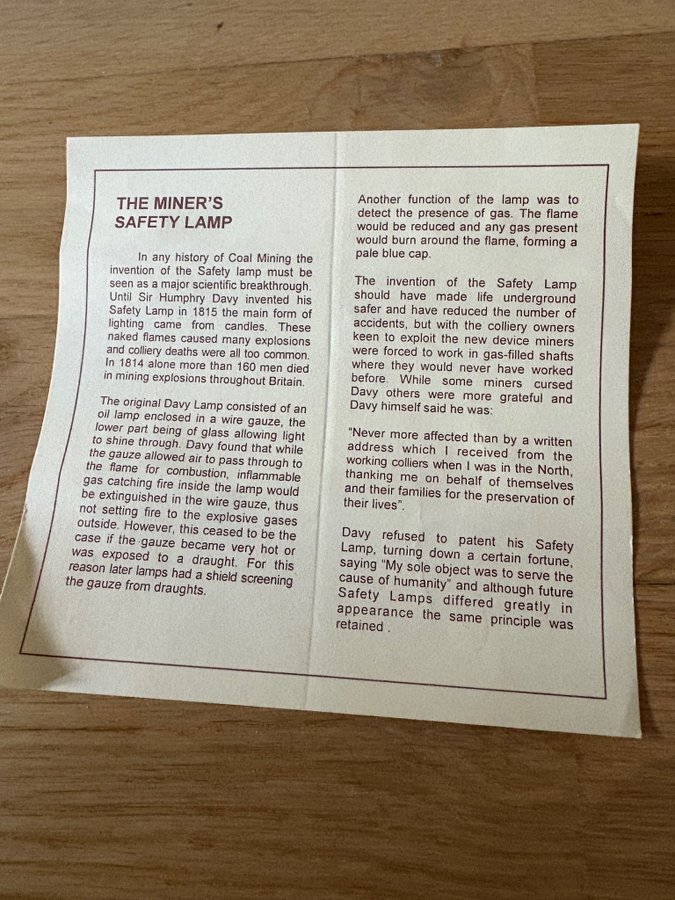 THE MINER'S
SAFETY LAMP
In any history of Coal Mining the
invention of the Safety lamp must be
seen as a major scientific breakthrough.
Until Sir Humphry Davy invented his
Safety Lamp in 1815 the main form of
lighting came from candles. These
naked flames caused many explosions
and colliery deaths were all too common.
In 1814 alone more than 160 men died
in mining explosions throughout Britain.
The original Davy Lamp consisted of an
oil lamp enclosed in a wire gauze, the
lower part being of glass allowing light
to shine through. Davy found that while
the gauze allowed air to pass through to
the flame for combustion, inflammable
gas catching fire inside the lamp would
be extinguished in the wire gauze, thus
not setting fire to the explosive gases
outside. However, this ceased to be the
case if the gauze became very hot or
was exposed to a draught. For this
reason later lamps had a shield screening
the gauze from draughts.
Another function of the lamp was to
detect the presence of gas. The flame
would be reduced and any gas present
would burn around the flame, forming a
pale blue cap.
The invention of the Safety Lamp
should have made life underground
safer and have reduced the number of
accidents, but with the colliery owners
keen to exploit the new device miners
were forced to work in gas-filled shafts
where they would never have worked
before. While some miners cursed
Davy others were more grateful and
Davy himself said he was:
"Never more affected than by a written
address which I received from the
working colliers when I was in the North,
thanking me on behalf of themselves
and their families for the preservation of
their lives".
Davy refused to patent his Safety
Lamp, turning down a certain fortune,
saying "My sole object was to serve the
cause of humanity" and although future
Safety Lamps differed greatly in
appearance the same principle was
retained .